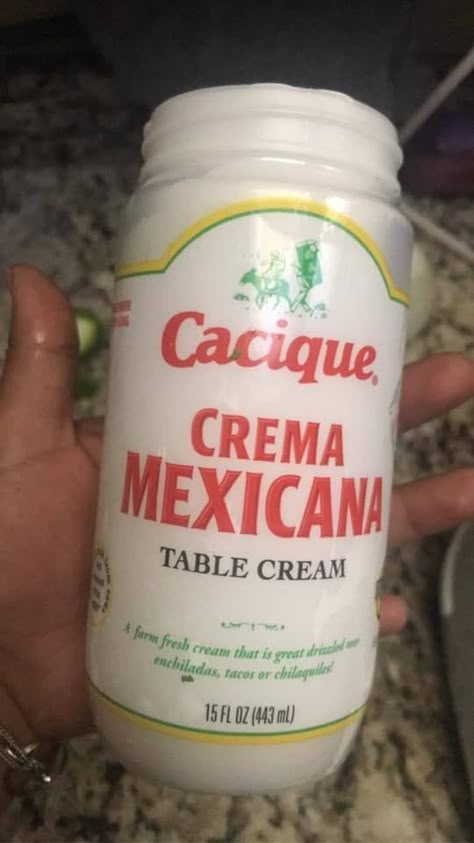 Cacique®
CREMA
MEXICANA
TABLE CREAM
A farm fresh cream that is great drizzled over
enchiladas, tacos or chilaquiles!
15 FL OZ (443 mL)